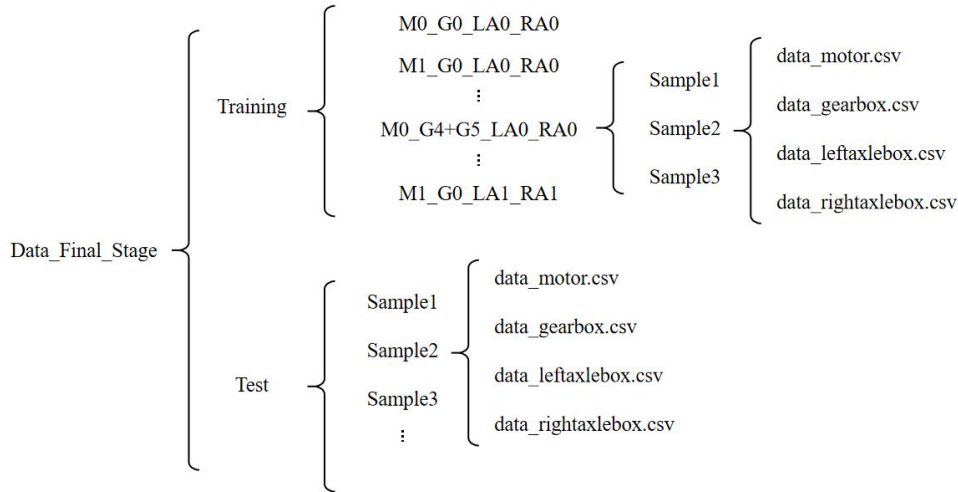 Data_Final_Stage
Training
M0_G0_LA0_RA0
M1_G0_LA0_RA0
⋮
M0_G4+G5_LA0_RA0
⋮
M1_G0_LA1_RA1
Sample1
Sample2
Sample3
data_motor.csv
data_gearbox.csv
data_leftaxlebox.csv
data_rightaxlebox.csv
Test
Sample1
Sample2
Sample3
⋮
data_motor.csv
data_gearbox.csv
data_leftaxlebox.csv
data_rightaxlebox.csv